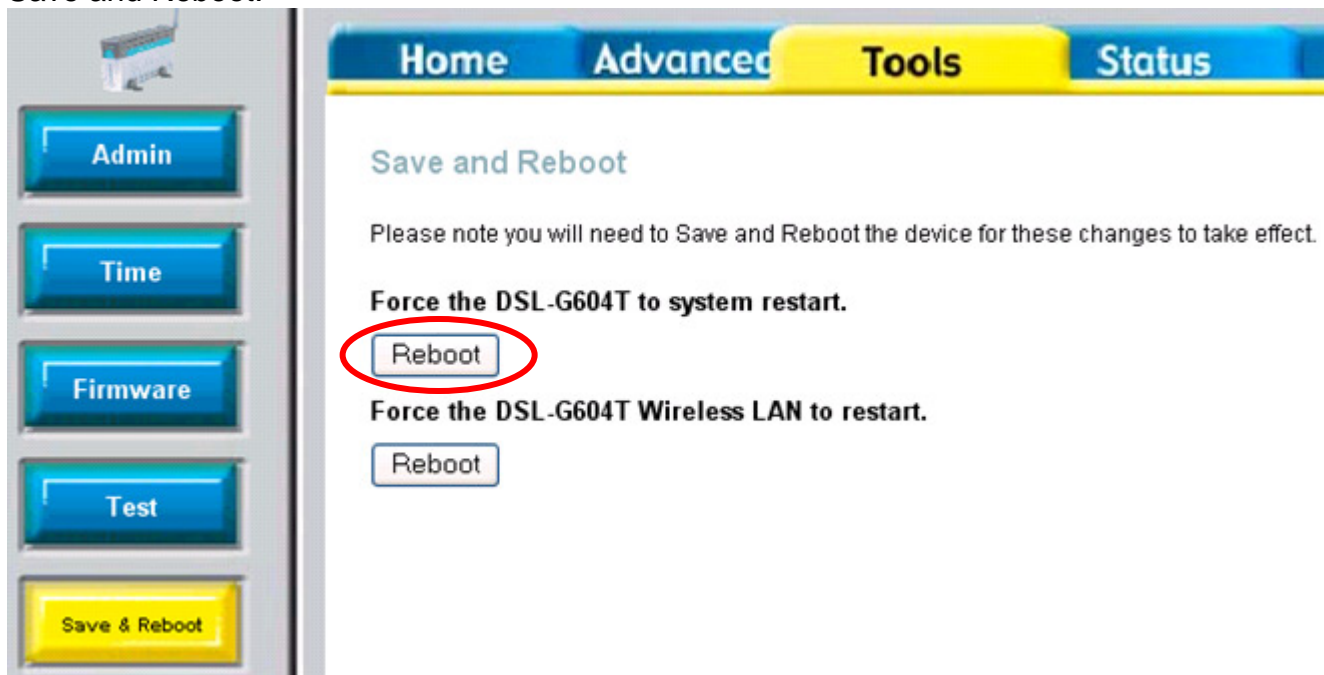 Save and Reboot.
Home Advanced Tools Status
Admin
Time
Firmware
Test
Save & Reboot
Save and Reboot
Please note you will need to Save and Reboot the device for these changes to take effect.
Force the DSL-G604T to system restart.
Reboot
Force the DSL-G604T Wireless LAN to restart.
Reboot